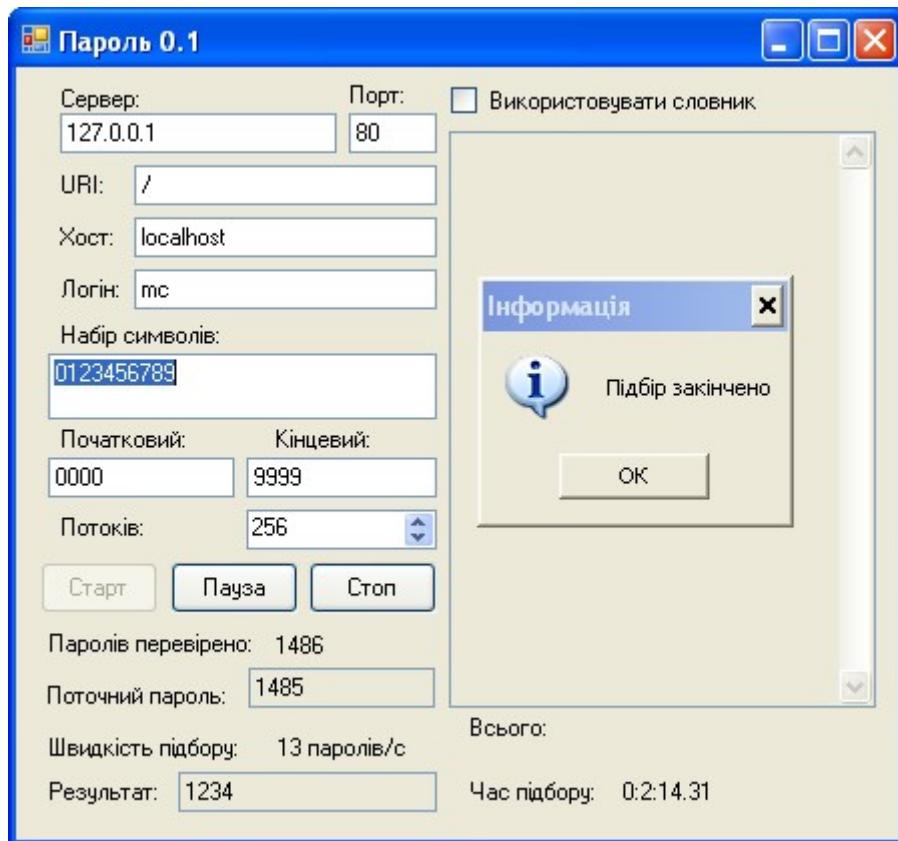 Пароль 0.1
Сервер: Порт:
127.0.0.1 80
URI: /
Хост: localhost
Логін: mc
Набір символів:
0123456789
Початковий: Кінцевий:
0000 9999
Потоків: 256
Старт Пауза Стоп
Паролів перевірено: 1486
Поточний пароль: 1485
Швидкість підбору: 13 паролів/с
Результат: 1234
Використовувати словник
Інформація
Підбір закінчено
OK
Всього:
Час підбору: 0:2:14.31